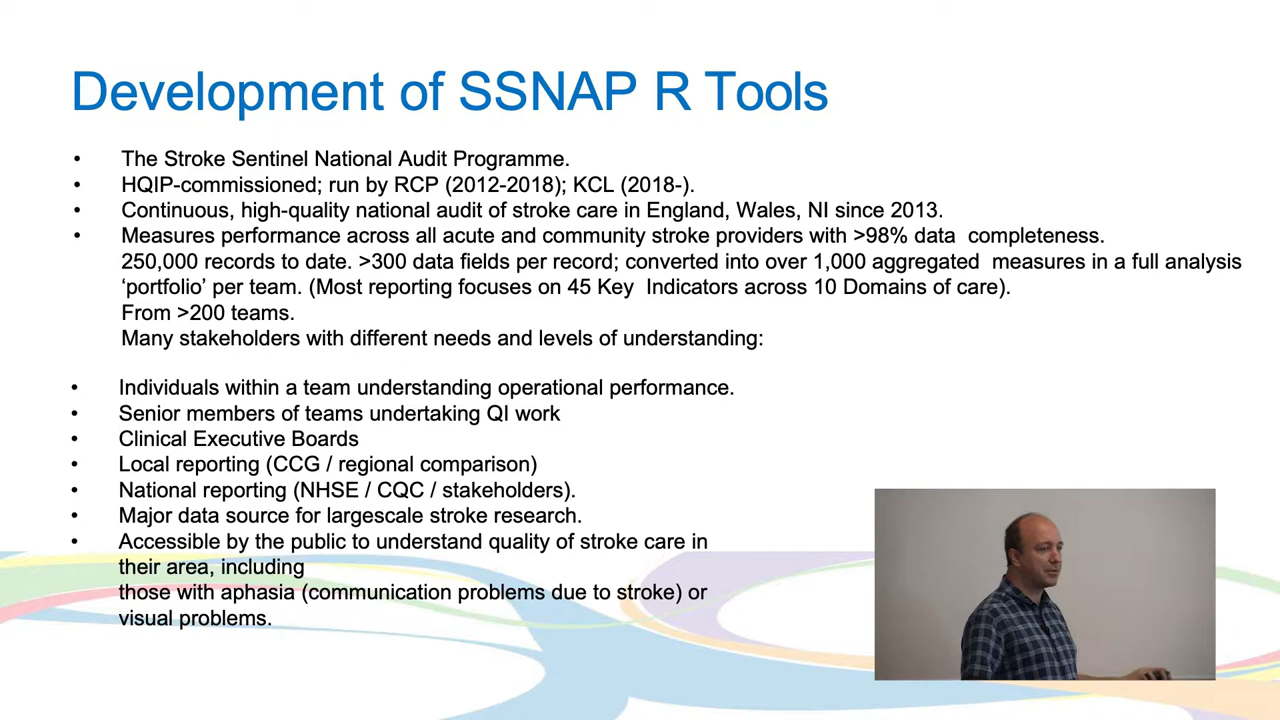 Development of SSNAP R Tools
• The Stroke Sentinel National Audit Programme.
• HQIP-commissioned; run by RCP (2012-2018); KCL (2018-).
• Continuous, high-quality national audit of stroke care in England, Wales, NI since 2013.
• Measures performance across all acute and community stroke providers with >98% data completeness.
250,000 records to date. >300 data fields per record; converted into over 1,000 aggregated measures in a full analysis
‘portfolio’ per team. (Most reporting focuses on 45 Key Indicators across 10 Domains of care).
From >200 teams.
Many stakeholders with different needs and levels of understanding:
• Individuals within a team understanding operational performance.
• Senior members of teams undertaking QI work
• Clinical Executive Boards
• Local reporting (CCG / regional comparison)
• National reporting (NHSE / CQC / stakeholders).
• Major data source for largescale stroke research.
• Accessible by the public to understand quality of stroke care in
their area, including
those with aphasia (communication problems due to stroke) or
visual problems.